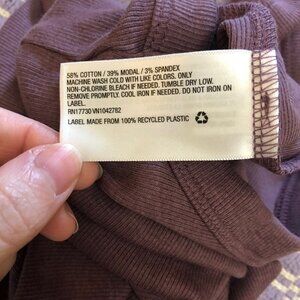 58% COTTON / 39% MODAL / 3% SPANDEX
MACHINE WASH COLD WITH LIKE COLORS. ONLY
NON-CHLORINE BLEACH IF NEEDED. TUMBLE DRY LOW.
REMOVE PROMPTLY. COOL IRON IF NEEDED. DO NOT IRON ON
LABEL.
RN17730 VN1042782
LABEL MADE FROM 100% RECYCLED PLASTIC